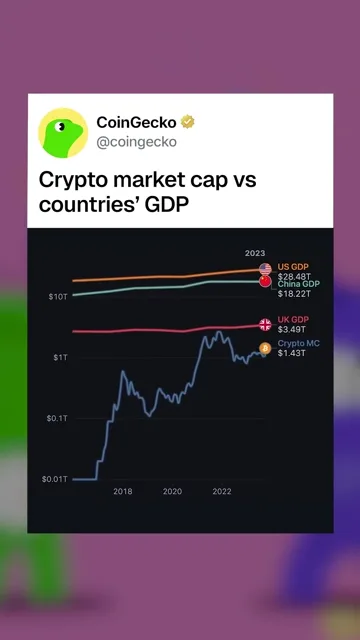 CoinGecko
@coingecko
Crypto market cap vs
countries’ GDP
2023
US GDP
$28.48T
China GDP
$18.22T
$10T
UK GDP
$3.49T
Crypto MC
$1.43T
$1T
$0.1T
$0.01T
2018 2020 2022